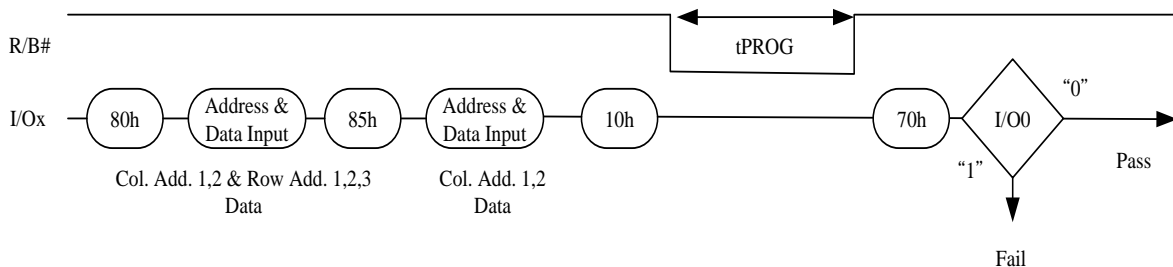 R/B#
tPROG
I/Ox
80h
Address &
Data Input
85h
Address &
Data Input
10h
70h
I/O0
“0”
“1”
Pass
Col. Add. 1,2 & Row Add. 1,2,3
Data
Col. Add. 1,2
Data
Fail